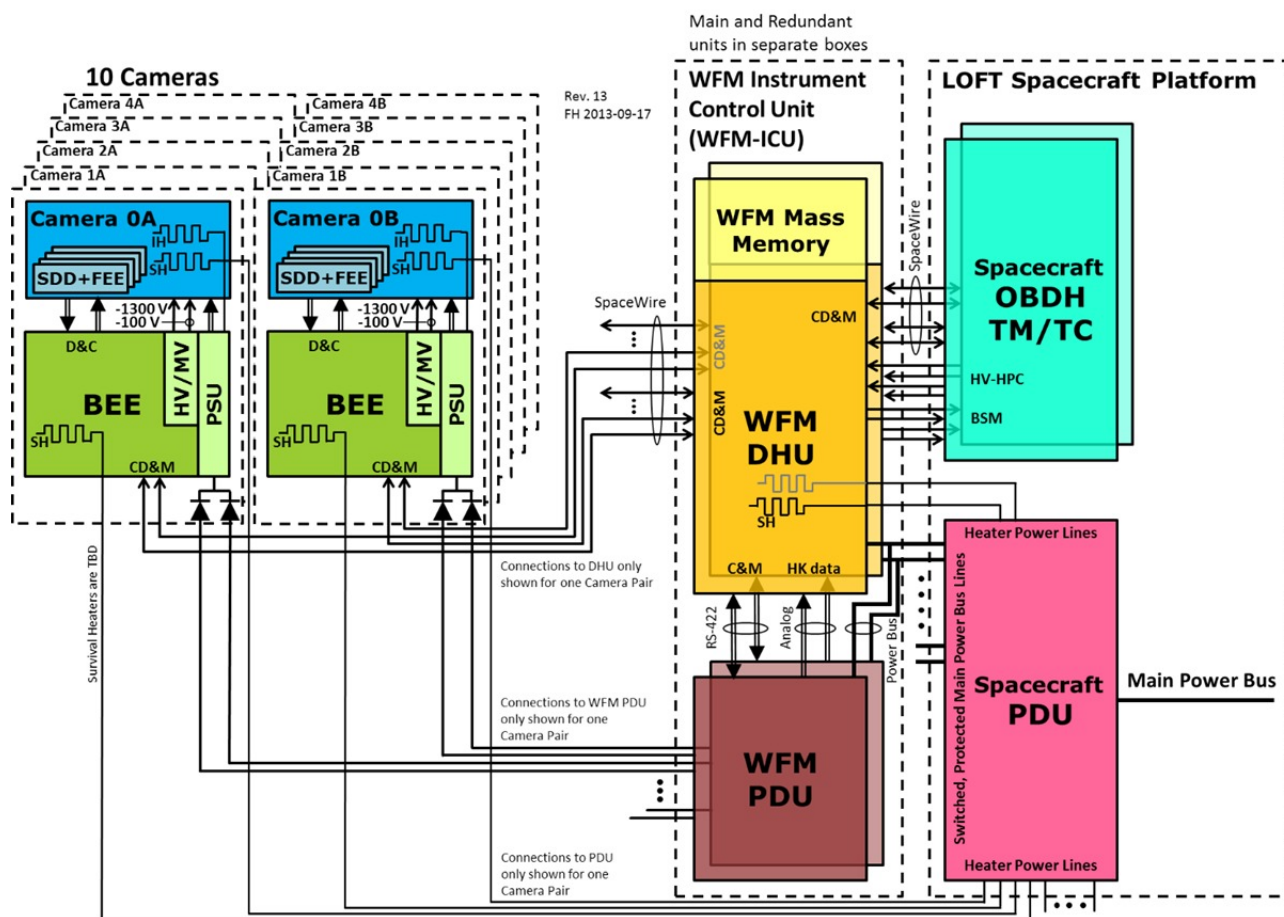 Main and Redundant
units in separate boxes
10 Cameras
Rev. 13
FH 2013-09-17
WFM Instrument
Control Unit
(WFM-ICU)
LOFT Spacecraft Platform
Camera 4A
Camera 3A
Camera 2A
Camera 1A
Camera 4B
Camera 3B
Camera 2B
Camera 1B
Camera 0A
IH
SH
SDD+FEE
-1300 V
-100 V
D&C
BEE
HV/MV
PSU
SH
CD&M
Camera 0B
IH
SH
SDD+FEE
-1300 V
-100 V
D&C
BEE
HV/MV
PSU
SH
CD&M
SpaceWire
WFM Mass
Memory
CD&M
CD&M
CD&M
WFM
DHU
SH
C&M
HK data
SpaceWire
Spacecraft
OBDH
TM/TC
HV-HPC
BSM
Connections to DHU only
shown for one Camera Pair
Survival Heaters are TBD
RS-422
Analog
Power Bus
Connections to WFM PDU
only shown for one
Camera Pair
WFM
PDU
Heater Power Lines
Switched, Protected Main Power Bus Lines
Spacecraft
PDU
Main Power Bus
Heater Power Lines
Connections to PDU
only shown for one
Camera Pair